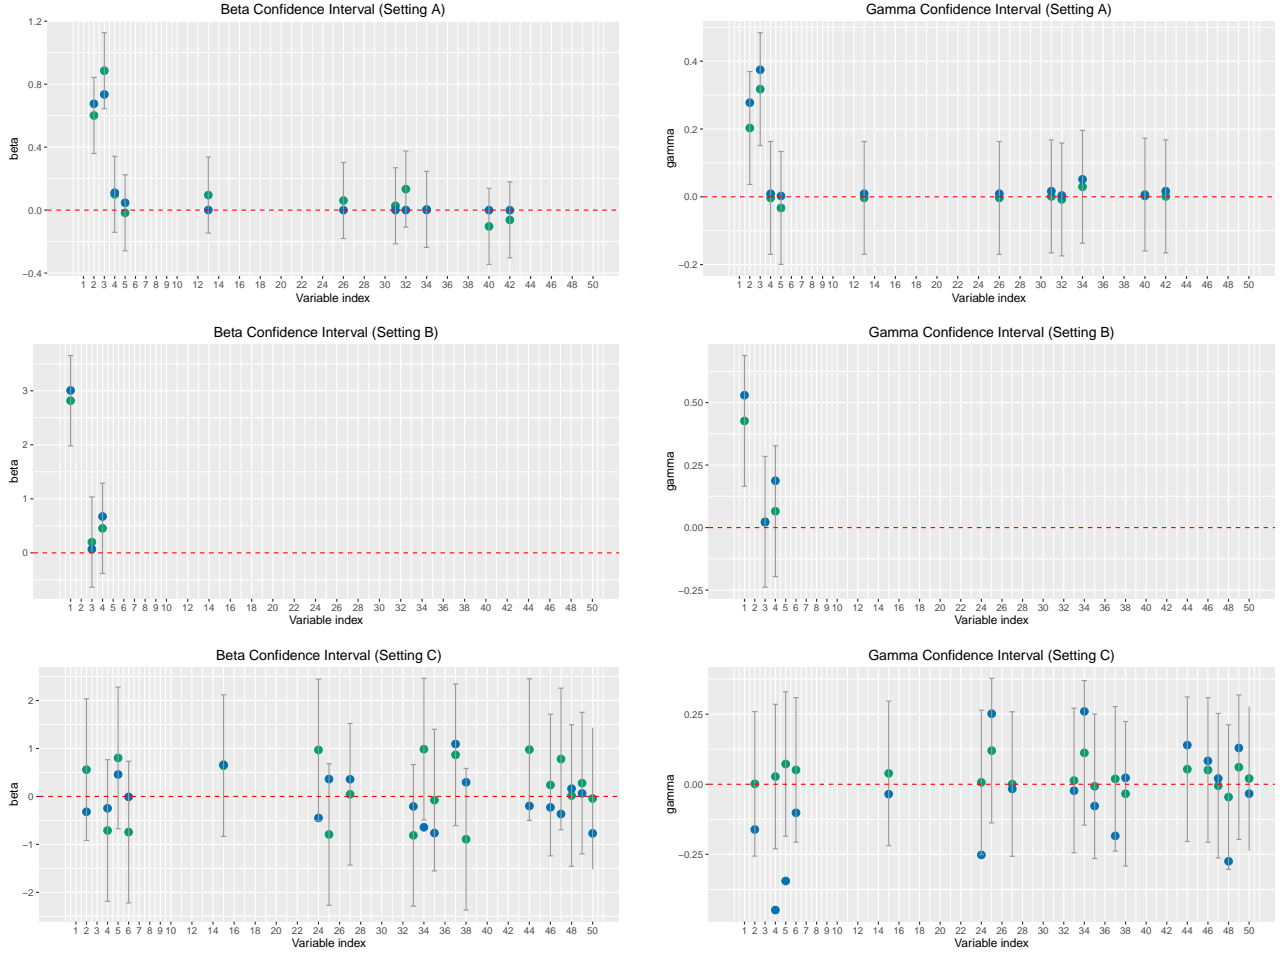 Beta Confidence Interval (Setting A)
1.2
0.8
0.4
0.0
−0.4
beta
1 2 3 4 5 6 7 8 9 10 12 14 16 18 20 22 24 26 28 30 32 34 36 38 40 42 44 46 48 50
Variable index
Gamma Confidence Interval (Setting A)
0.4
0.2
0.0
−0.2
gamma
1 2 3 4 5 6 7 8 9 10 12 14 16 18 20 22 24 26 28 30 32 34 36 38 40 42 44 46 48 50
Variable index
Beta Confidence Interval (Setting B)
3
2
1
0
beta
1 3 4 5 6 7 8 9 10 12 14 16 18 20 22 24 26 28 30 32 34 36 38 40 42 44 46 48 50
Variable index
Gamma Confidence Interval (Setting B)
0.50
0.25
0.00
−0.25
gamma
1 3 4 5 6 7 8 9 10 12 14 16 18 20 22 24 26 28 30 32 34 36 38 40 42 44 46 48 50
Variable index
Beta Confidence Interval (Setting C)
2
1
0
−1
−2
beta
1 2 3 4 5 6 7 8 9 10 12 14 16 18 20 22 24 26 28 30 32 34 36 38 40 42 44 46 48 50
Variable index
Gamma Confidence Interval (Setting C)
0.25
0.00
−0.25
gamma
1 2 3 4 5 6 7 8 9 10 12 14 16 18 20 22 24 26 28 30 32 34 36 38 40 42 44 46 48 50
Variable index